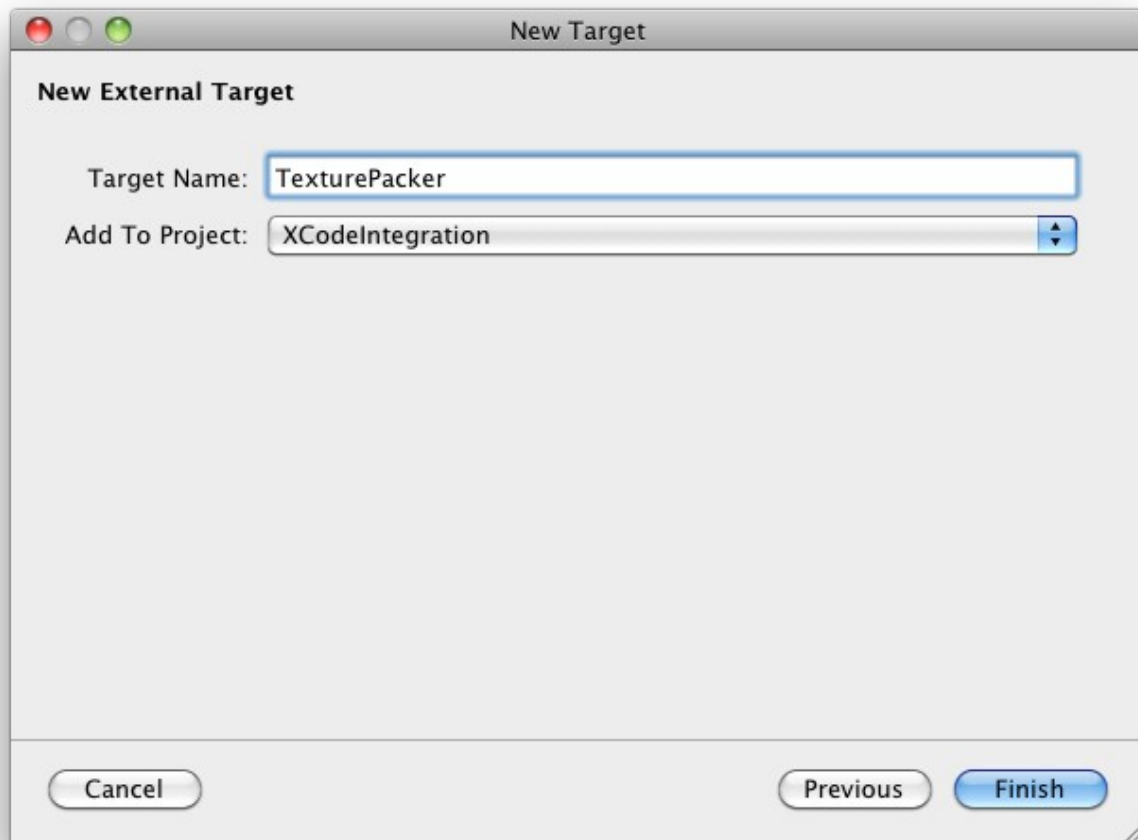 New Target
New External Target
Target Name: TexturePacker
Add To Project: XCodeIntegration
Cancel Previous Finish